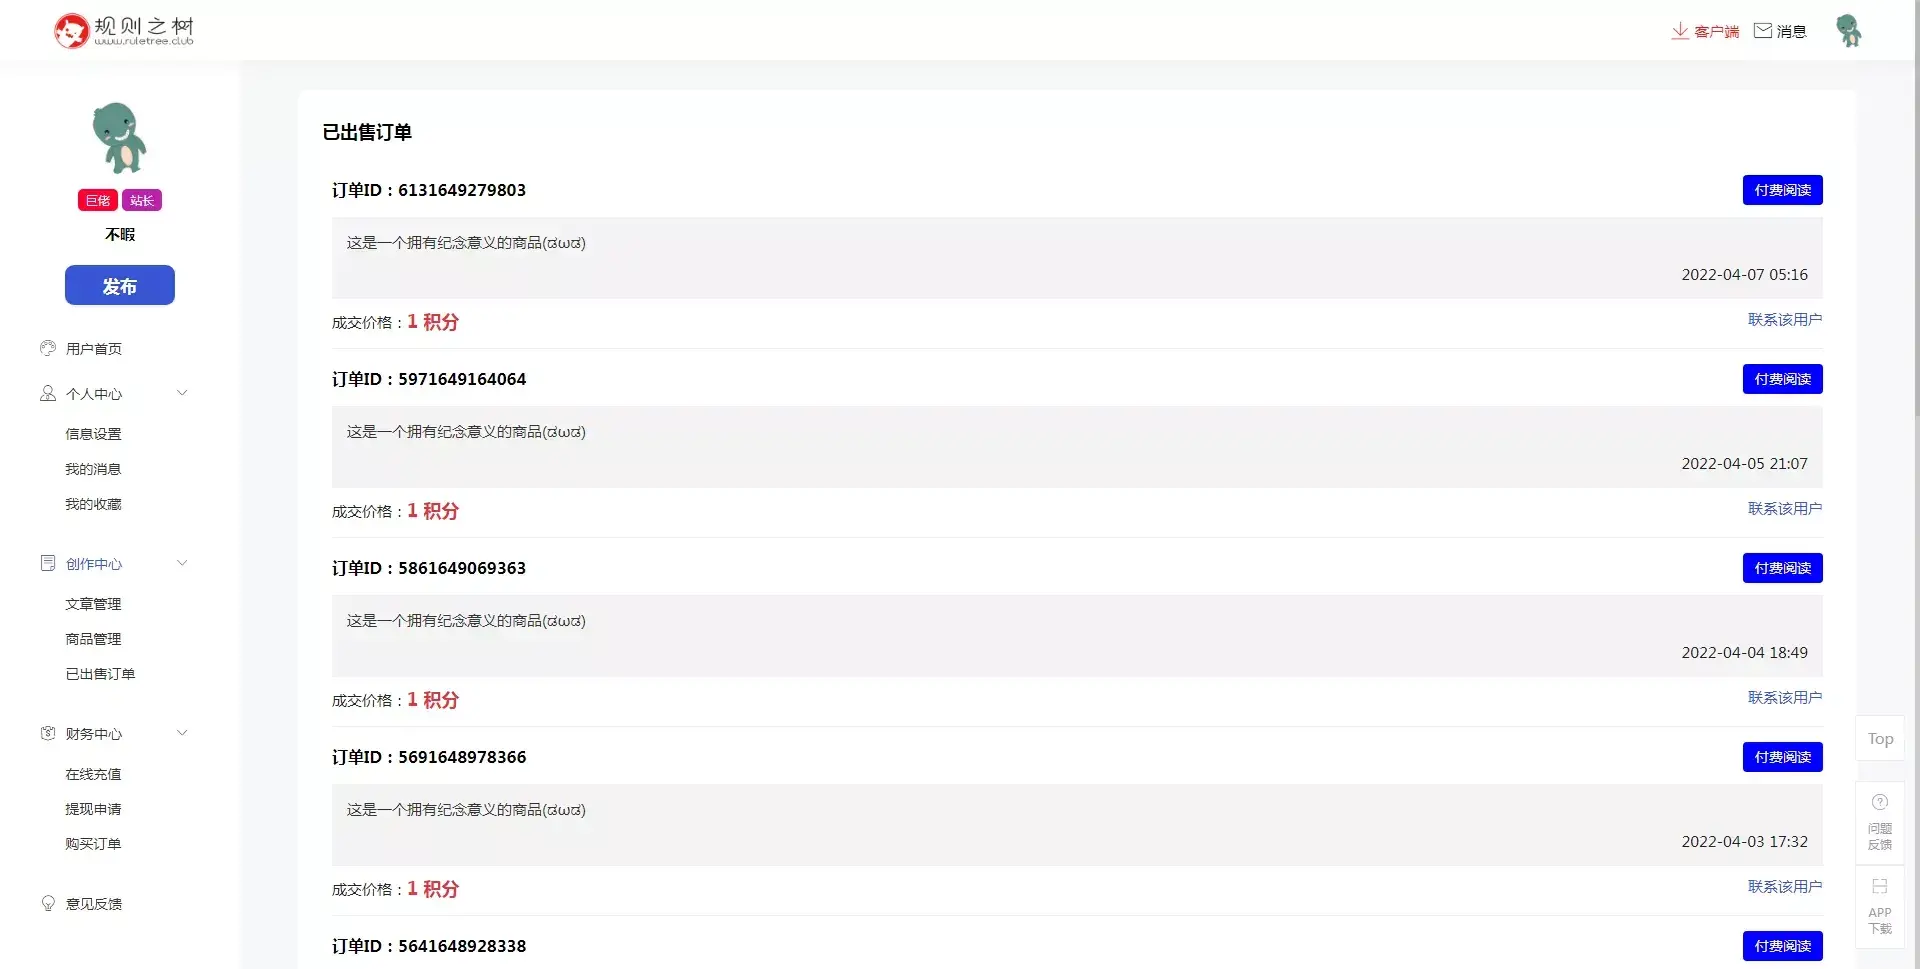 规则之树
www.ruletree.club
客户端
消息
巨佬
站长
不暇
发布
用户首页
个人中心
信息设置
我的消息
我的收藏
创作中心
文章管理
商品管理
已出售订单
财务中心
在线充值
提现申请
购买订单
意见反馈
已出售订单
订单ID：6131649279803
付费阅读
这是一个拥有纪念意义的商品(ಡωಡ)
2022-04-07 05:16
成交价格：1 积分
联系该用户
订单ID：5971649164064
付费阅读
这是一个拥有纪念意义的商品(ಡωಡ)
2022-04-05 21:07
成交价格：1 积分
联系该用户
订单ID：5861649069363
付费阅读
这是一个拥有纪念意义的商品(ಡωಡ)
2022-04-04 18:49
成交价格：1 积分
联系该用户
订单ID：5691648978366
付费阅读
这是一个拥有纪念意义的商品(ಡωಡ)
2022-04-03 17:32
成交价格：1 积分
联系该用户
订单ID：5641648928338
付费阅读
Top
问题
反馈
APP
下载